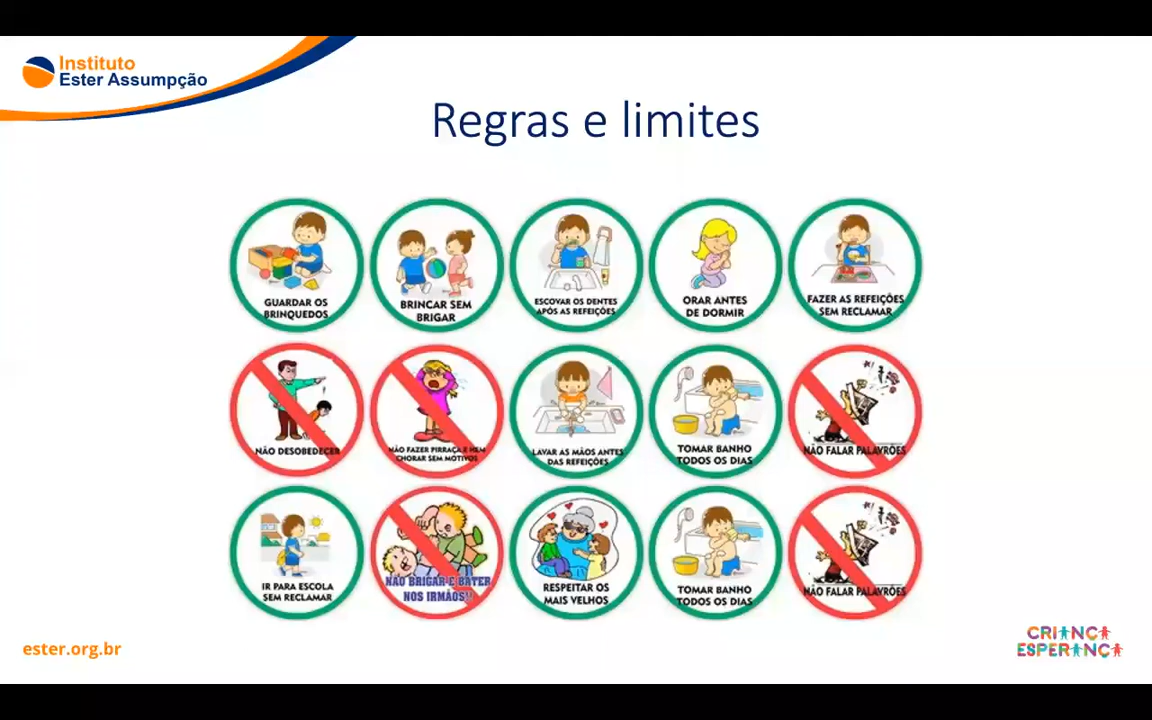 Instituto
Ester Assumpção
Regras e limites
GUARDAR OS
BRINQUEDOS
BRINCAR SEM
BRIGAR
ESCOVAR OS DENTES
APÓS AS REFEIÇÕES
ORAR ANTES
DE DORMIR
FAZER AS REFEIÇÕES
SEM RECLAMAR
NÃO DESOBEDECER
NÃO FAZER PIRRAÇA E NEM
CHORAR SEM MOTIVOS
LAVAR AS MÃOS ANTES
DAS REFEIÇÕES
TOMAR BANHO
TODOS OS DIAS
NÃO FALAR PALAVRÕES
IR PARA ESCOLA
SEM RECLAMAR
NÃO BRIGAR E BATER
NOS IRMÃOS!!
RESPEITAR OS
MAIS VELHOS
TOMAR BANHO
TODOS OS DIAS
NÃO FALAR PALAVRÕES
ester.org.br
CRIANÇA
ESPERANÇA